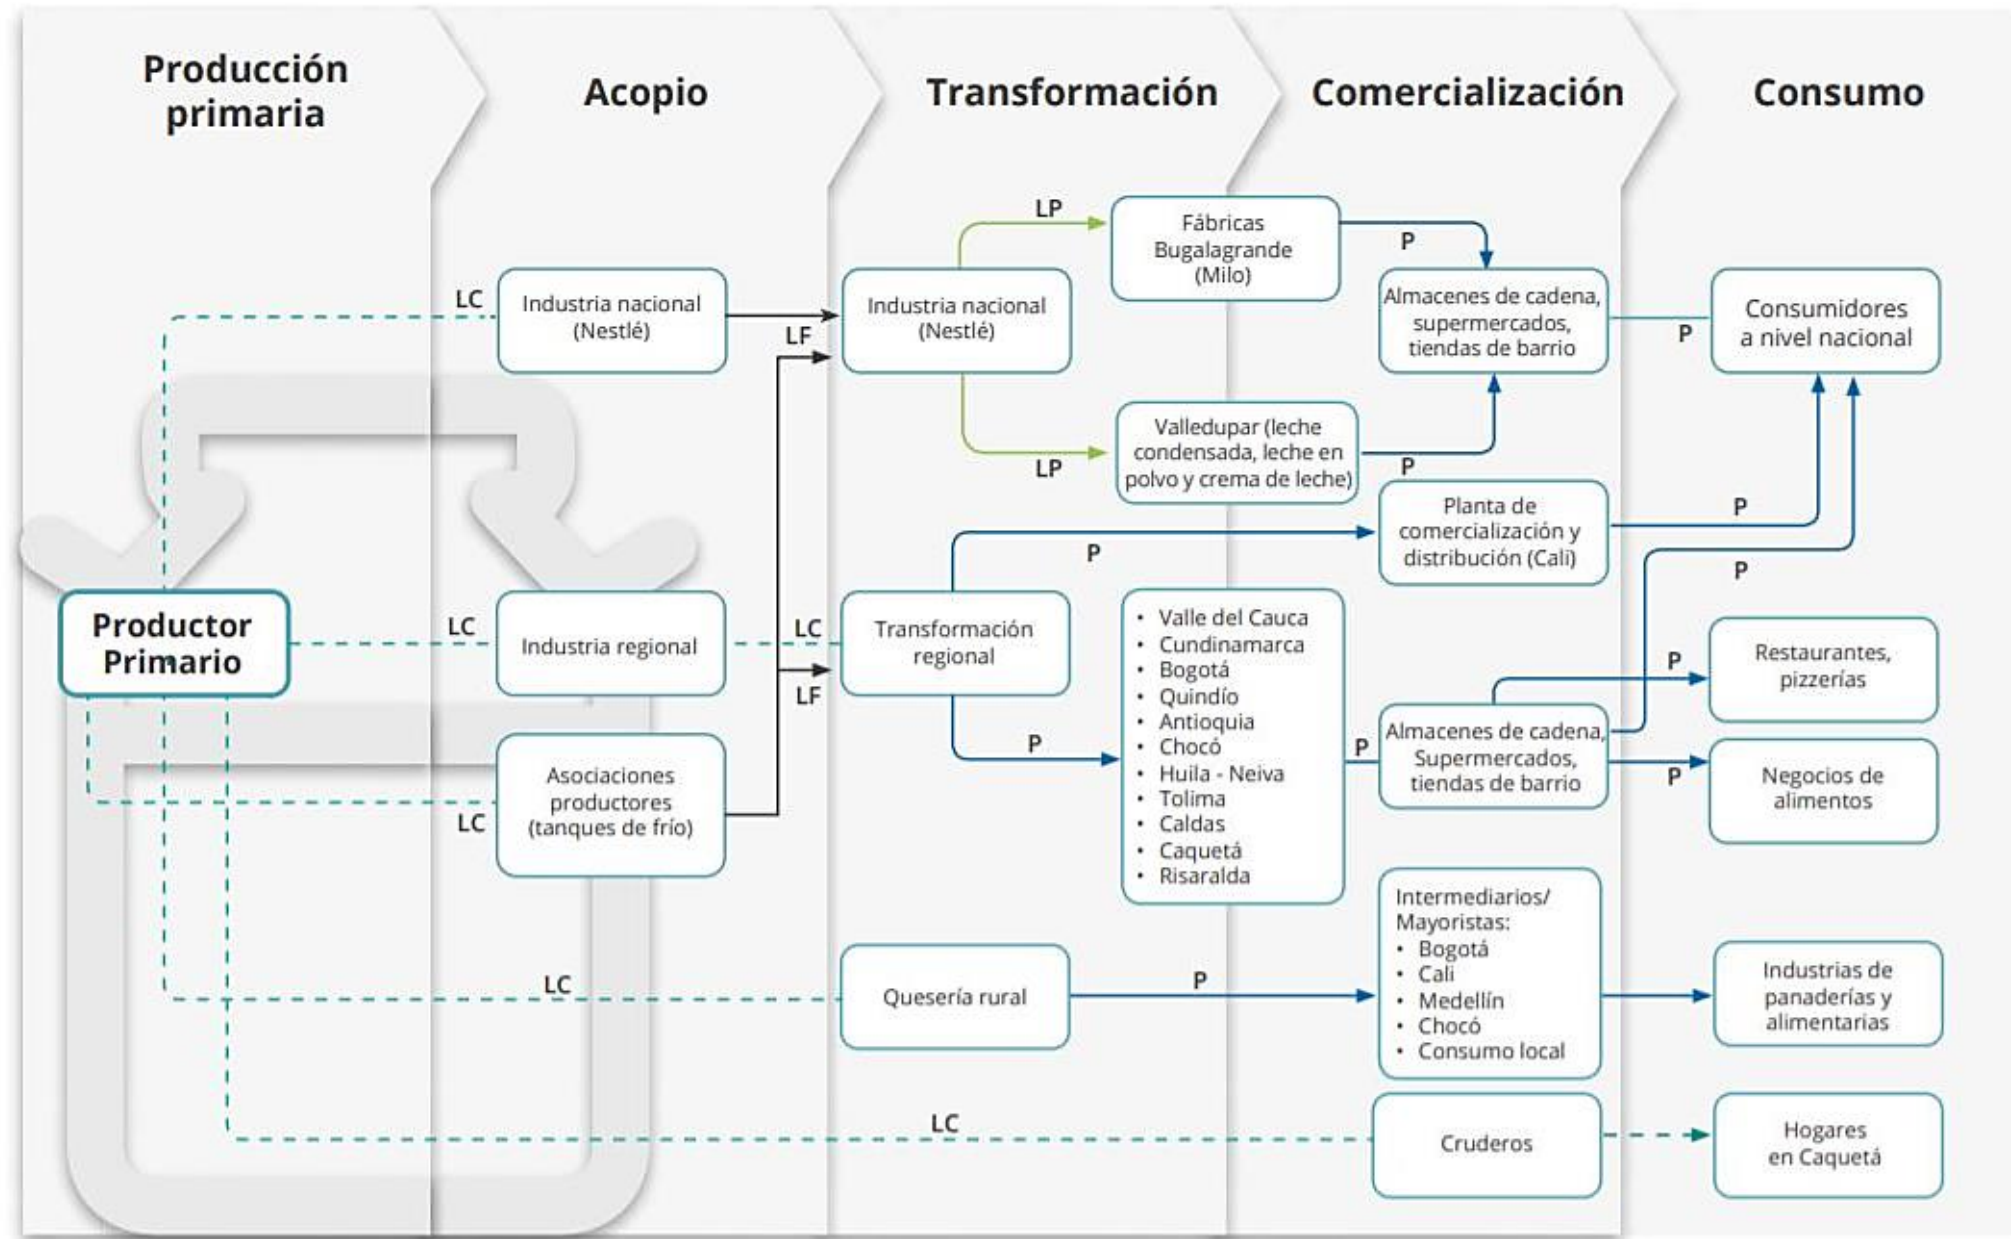 Producción
primaria
Acopio
Transformación
Comercialización
Consumo
LP
Fábricas
Bugalagrande
(Milo)
P
LC
Industria nacional
(Nestlé)
LF
Industria nacional
(Nestlé)
Almacenes de cadena,
supermercados,
tiendas de barrio
P
Consumidores
a nivel nacional
LP
Valledupar (leche
condensada, leche en
polvo y crema de leche)
P
Planta de
comercialización y
distribución (Cali)
P
P
P
Productor
Primario
LC
Industria regional
LC
LF
Transformación
regional
P
• Valle del Cauca
• Cundinamarca
• Bogotá
• Quindío
• Antioquia
• Chocó
• Huila - Neiva
• Tolima
• Caldas
• Caquetá
• Risaralda
P
Almacenes de cadena,
Supermercados,
tiendas de barrio
P
Restaurantes,
pizzerías
P
Negocios de
alimentos
LC
Asociaciones
productores
(tanques de frío)
LC
Quesería rural
P
Intermediarios/
Mayoristas:
• Bogotá
• Cali
• Medellín
• Chocó
• Consumo local
Industrias de
panaderías y
alimentarias
LC
Cruderos
Hogares
en Caquetá